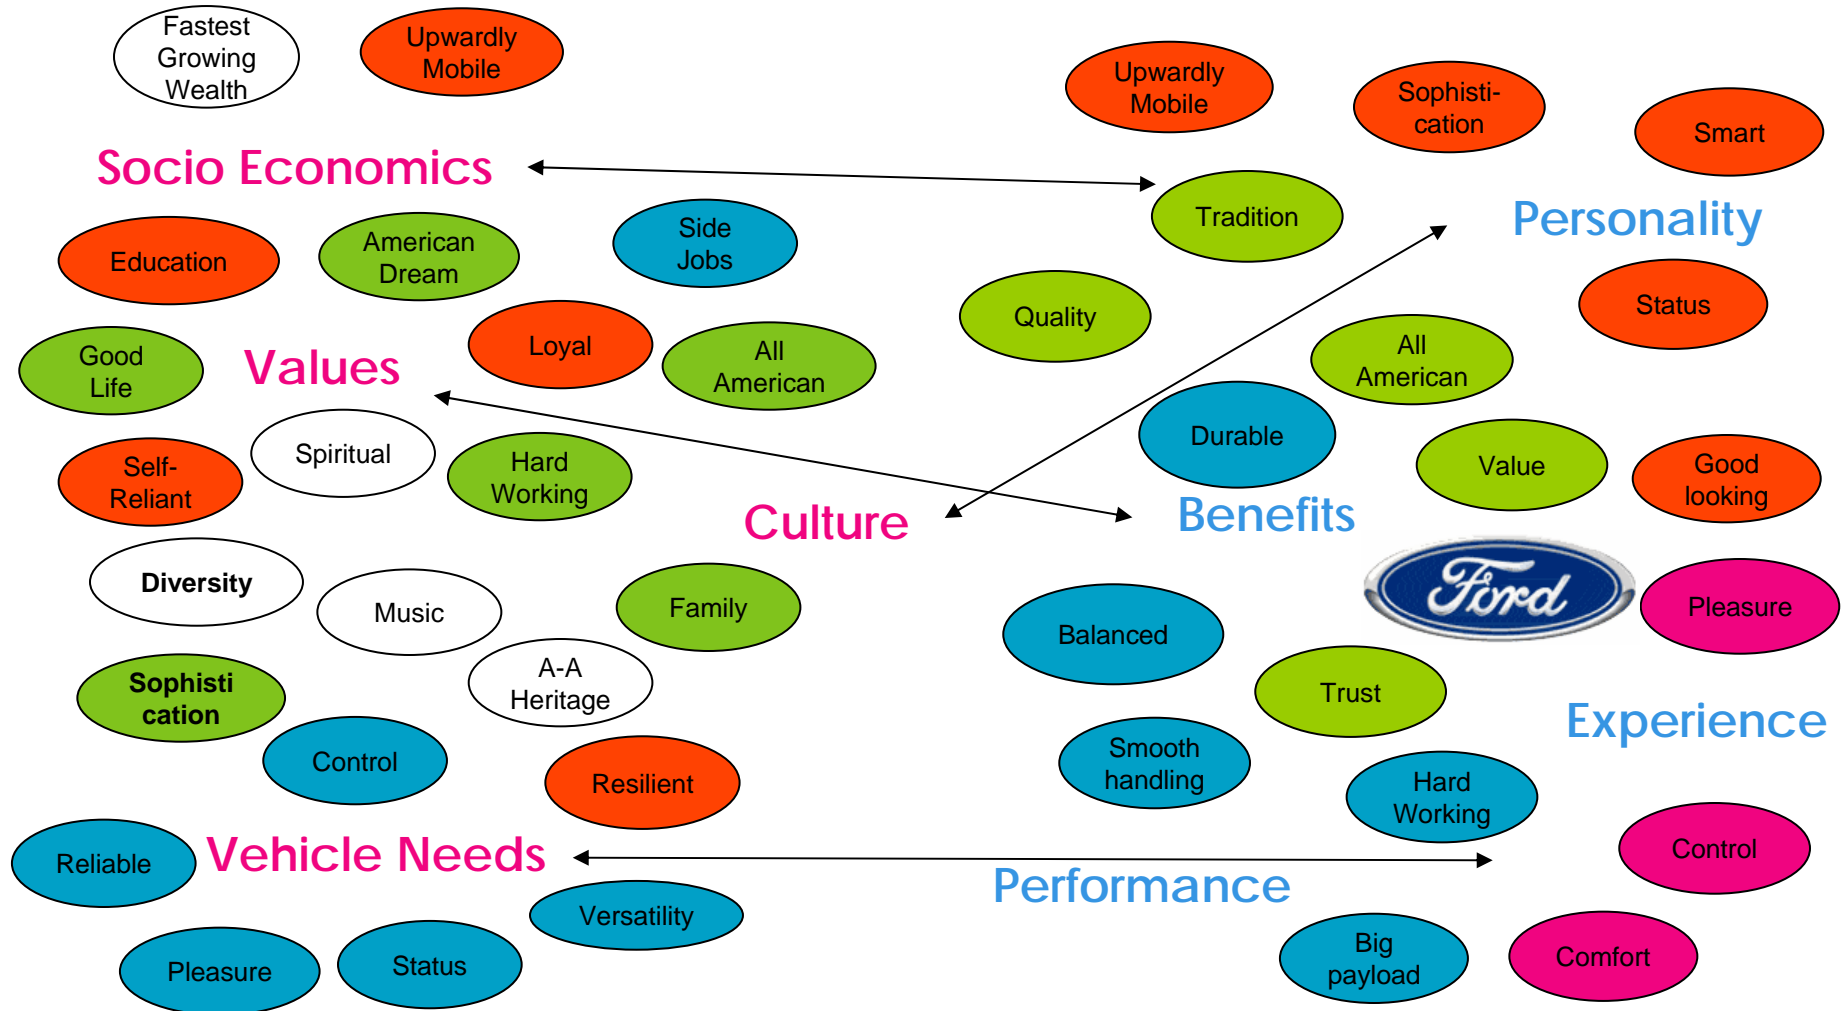 Fastest
Growing
Wealth
Upwardly
Mobile
Upwardly
Mobile
Sophisti-
cation
Smart
Socio Economics
Tradition
Personality
Education
American
Dream
Side
Jobs
Quality
Status
Good
Life
Values
Loyal
All
American
All
American
Durable
Value
Good
looking
Self-
Reliant
Spiritual
Hard
Working
Culture
Benefits
Ford
Diversity
Music
Family
Balanced
Pleasure
Sophisti
cation
A-A
Heritage
Trust
Experience
Control
Resilient
Smooth
handling
Hard
Working
Reliable
Vehicle Needs
Performance
Control
Versatility
Pleasure
Status
Big
payload
Comfort